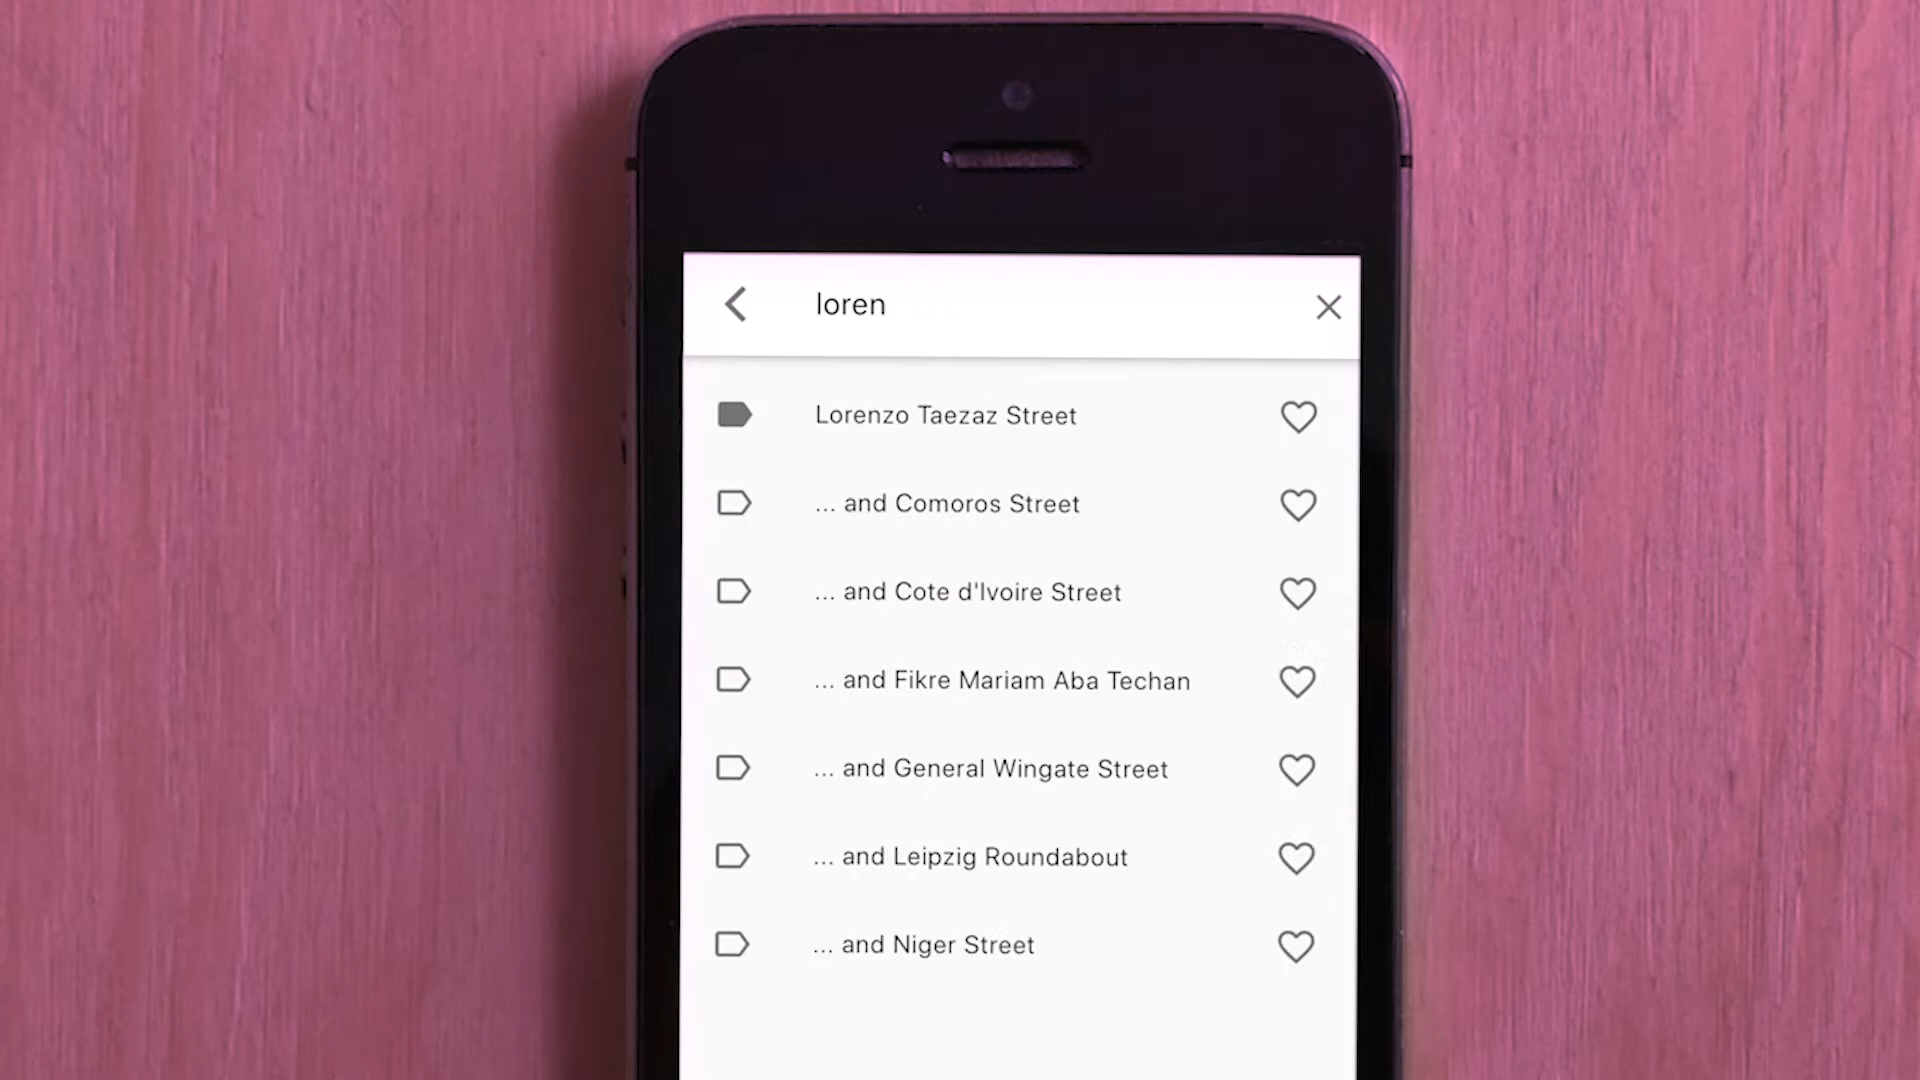 loren
Lorenzo Taezaz Street
... and Comoros Street
... and Cote d'Ivoire Street
... and Fikre Mariam Aba Techan
... and General Wingate Street
... and Leipzig Roundabout
... and Niger Street